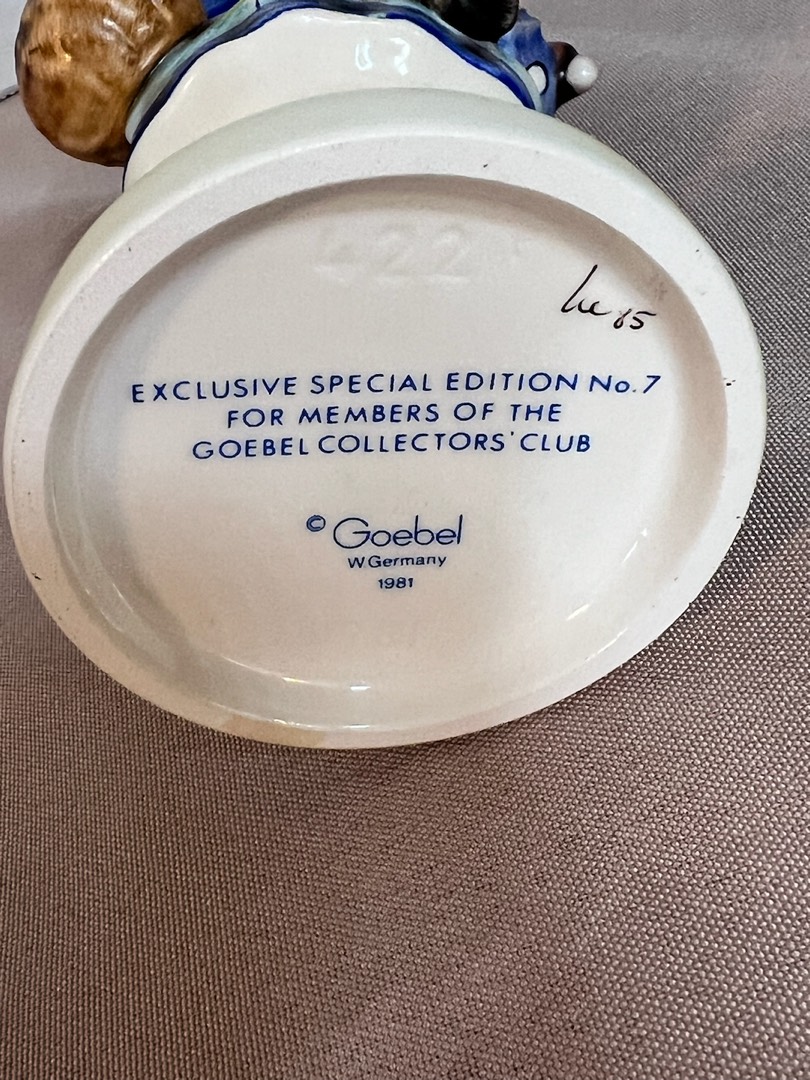 422
EXCLUSIVE SPECIAL EDITION No. 7
FOR MEMBERS OF THE
GOEBEL COLLECTORS' CLUB
© Goebel
W.Germany
1981